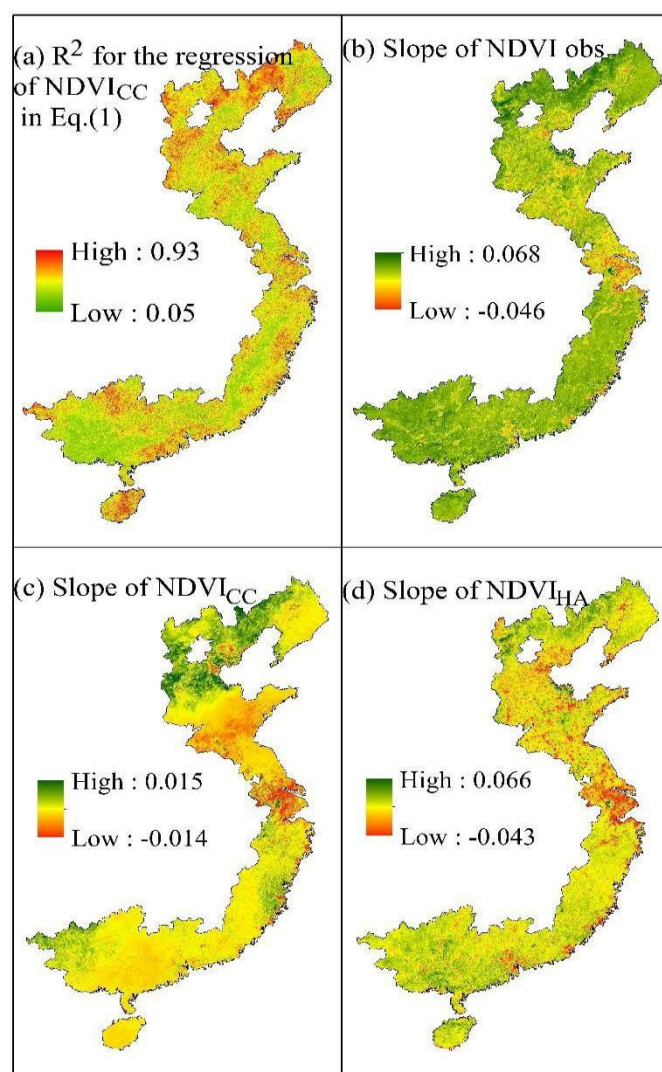 (a) R² for the regression
of NDVICC
in Eq.(1)
High : 0.93
Low : 0.05
(b) Slope of NDVI obs.
High : 0.068
Low : -0.046
(c) Slope of NDVICC
High : 0.015
Low : -0.014
(d) Slope of NDVIHA
High : 0.066
Low : -0.043